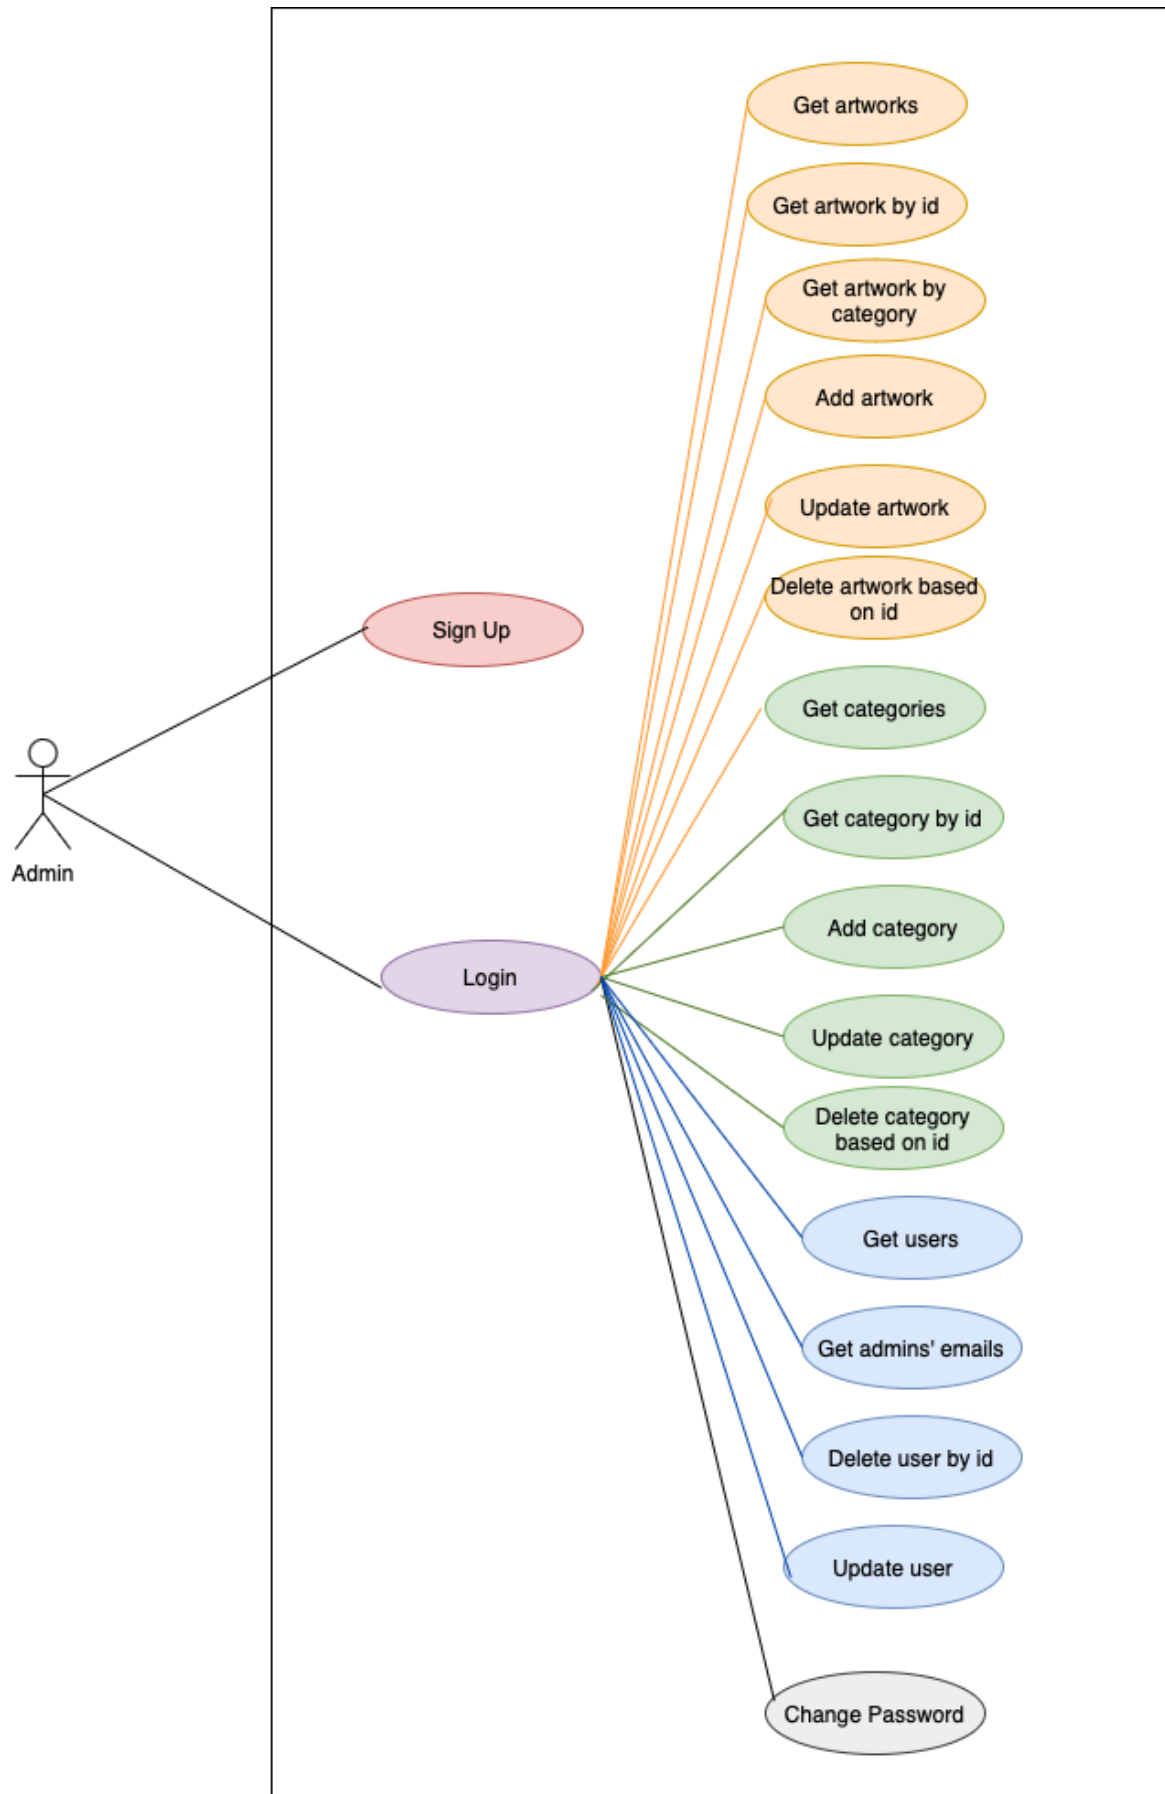 Get artworks
Get artwork by id
Get artwork by
category
Add artwork
Update artwork
Delete artwork based
on id
Sign Up
Get categories
Get category by id
Admin
Add category
Login
Update category
Delete category
based on id
Get users
Get admins' emails
Delete user by id
Update user
Change Password